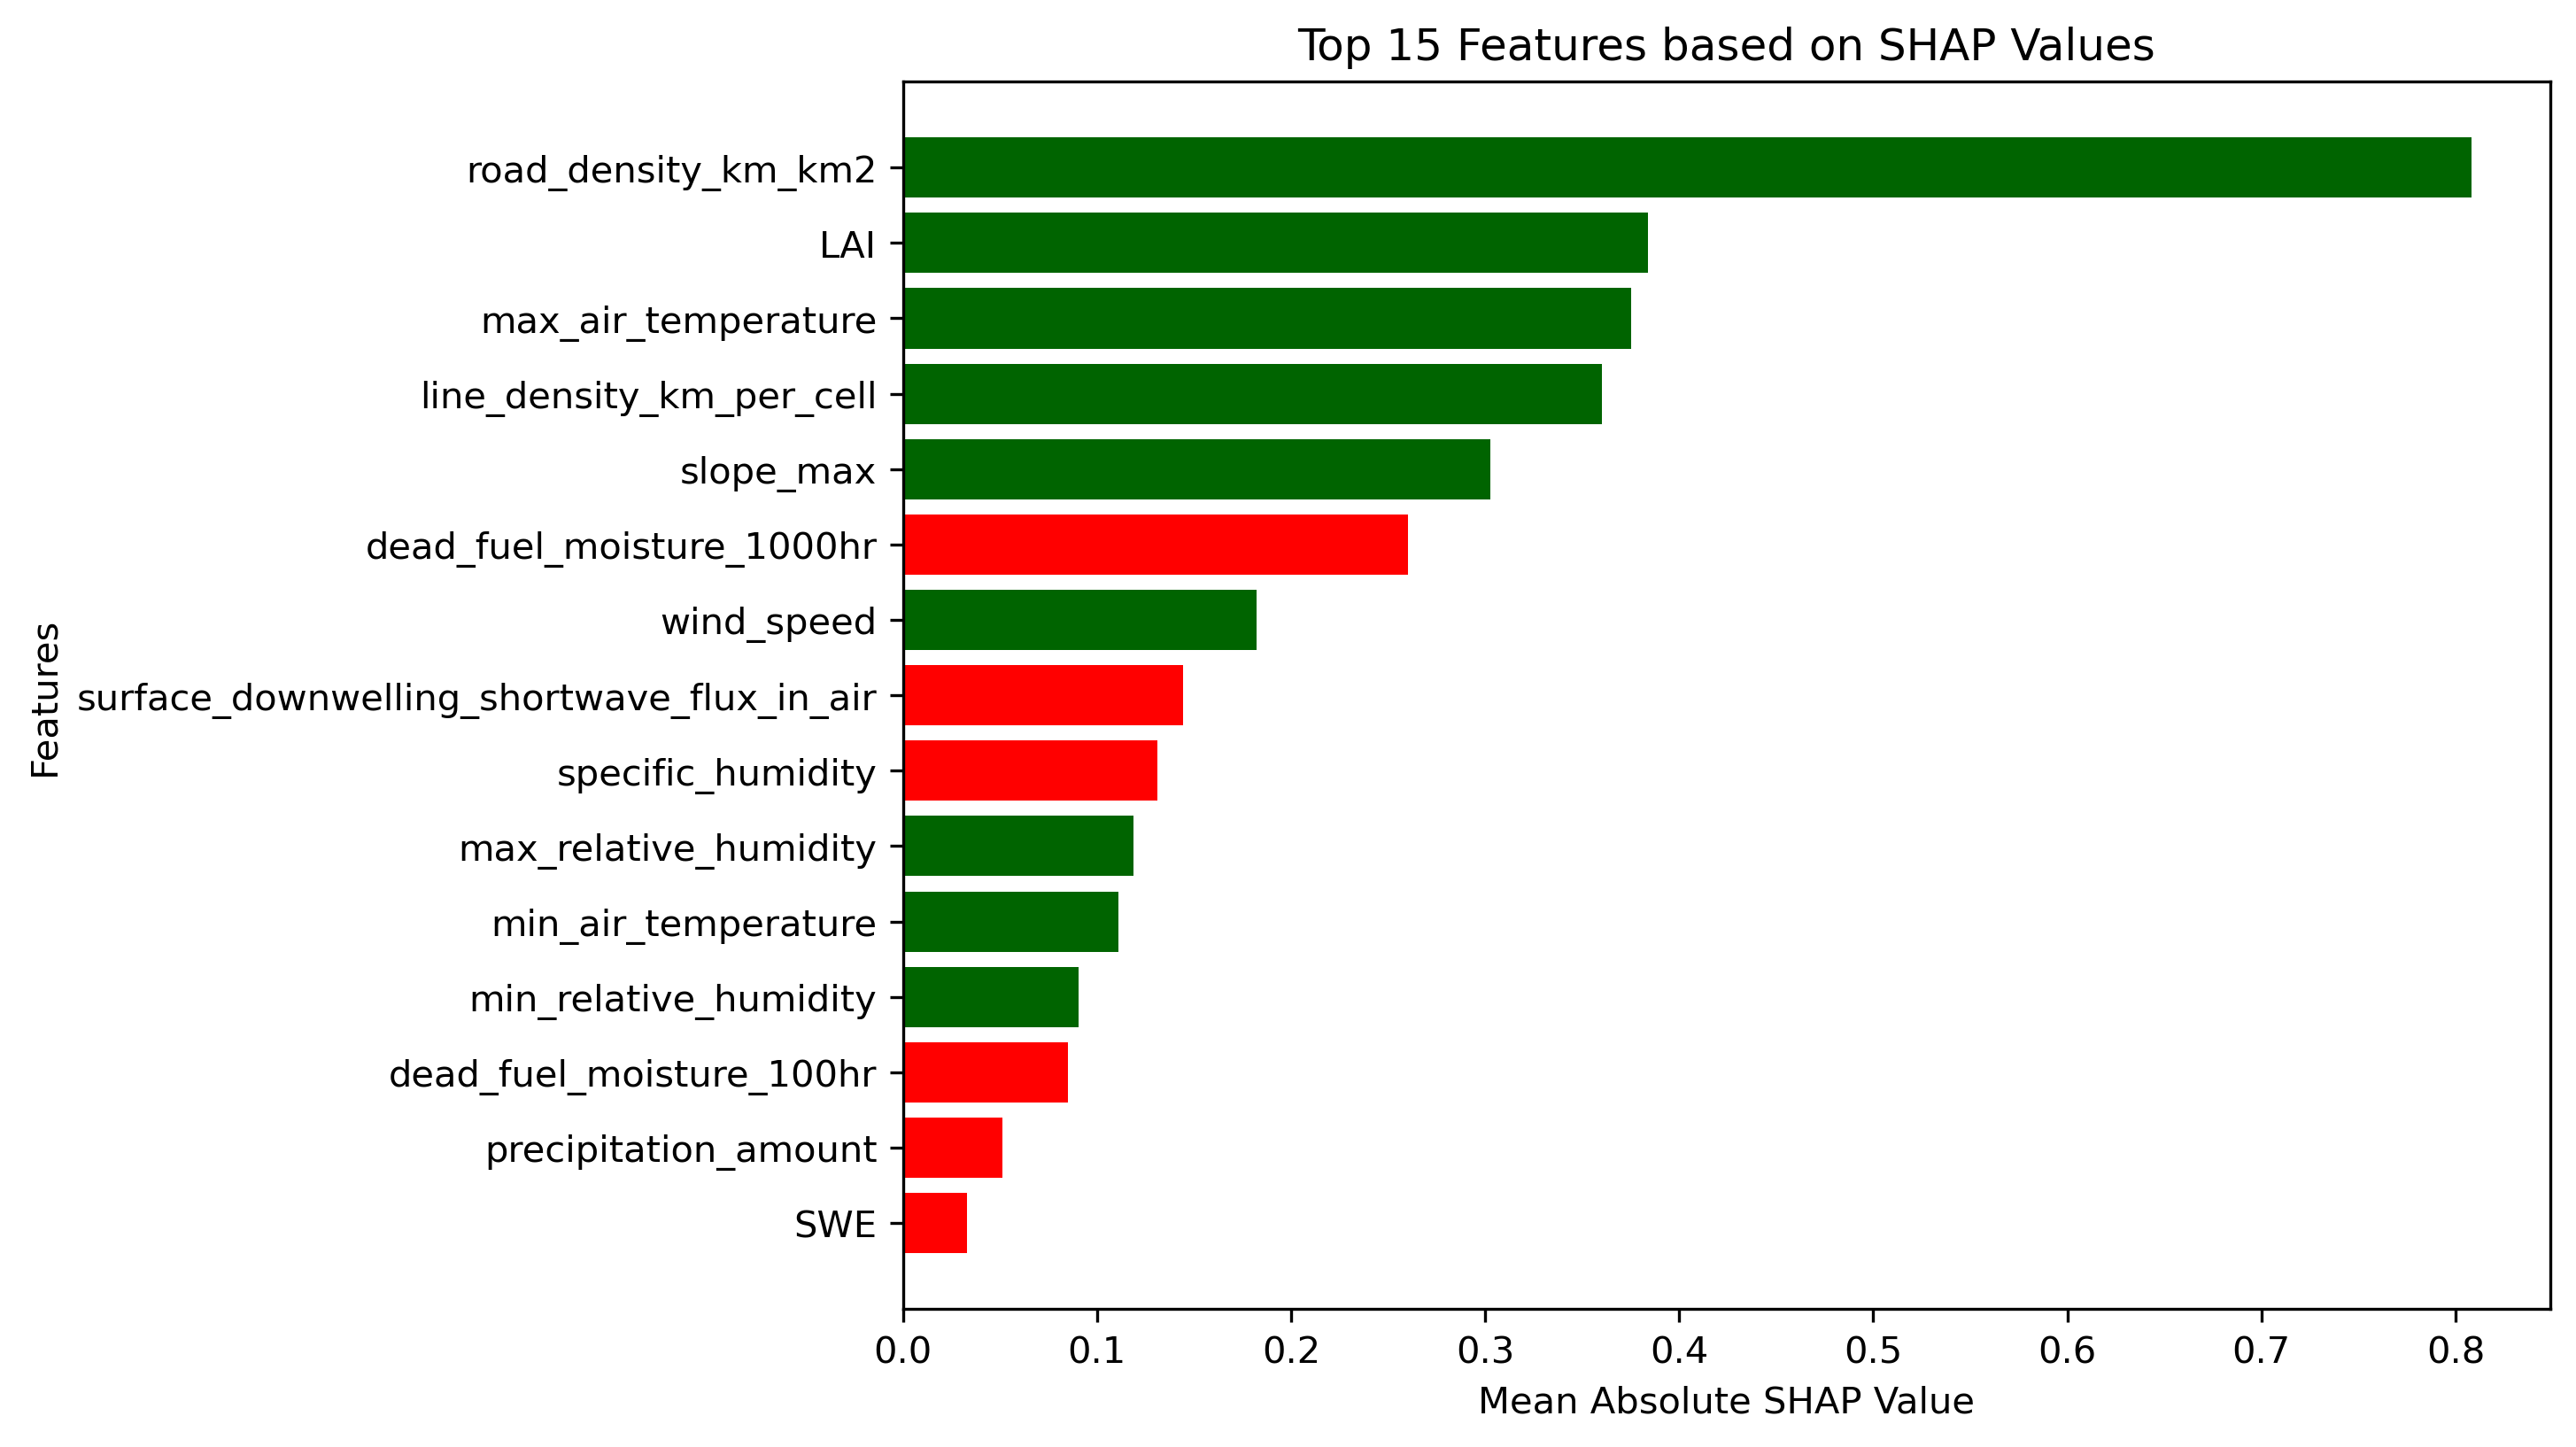 Top 15 Features based on SHAP Values
Features
road_density_km_km2
LAI
max_air_temperature
line_density_km_per_cell
slope_max
dead_fuel_moisture_1000hr
wind_speed
surface_downwelling_shortwave_flux_in_air
specific_humidity
max_relative_humidity
min_air_temperature
min_relative_humidity
dead_fuel_moisture_100hr
precipitation_amount
SWE
0.0 0.1 0.2 0.3 0.4 0.5 0.6 0.7 0.8
Mean Absolute SHAP Value